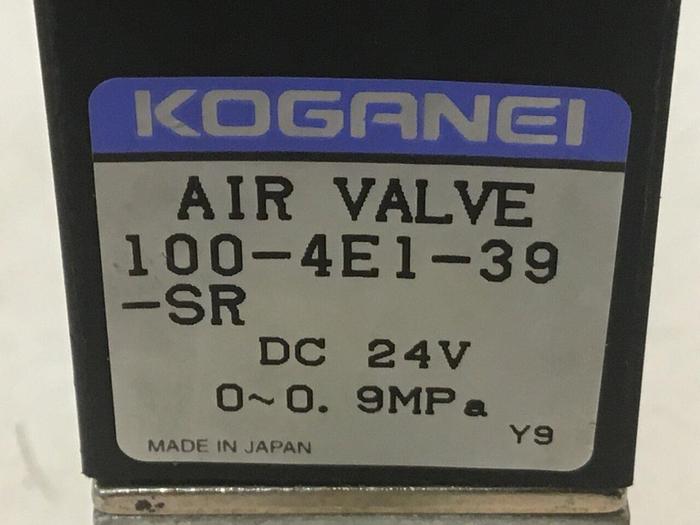 KOGANEI
AIR VALVE
100-4E1-39
-SR
DC 24V
0~0. 9MPa
Y9
MADE IN JAPAN